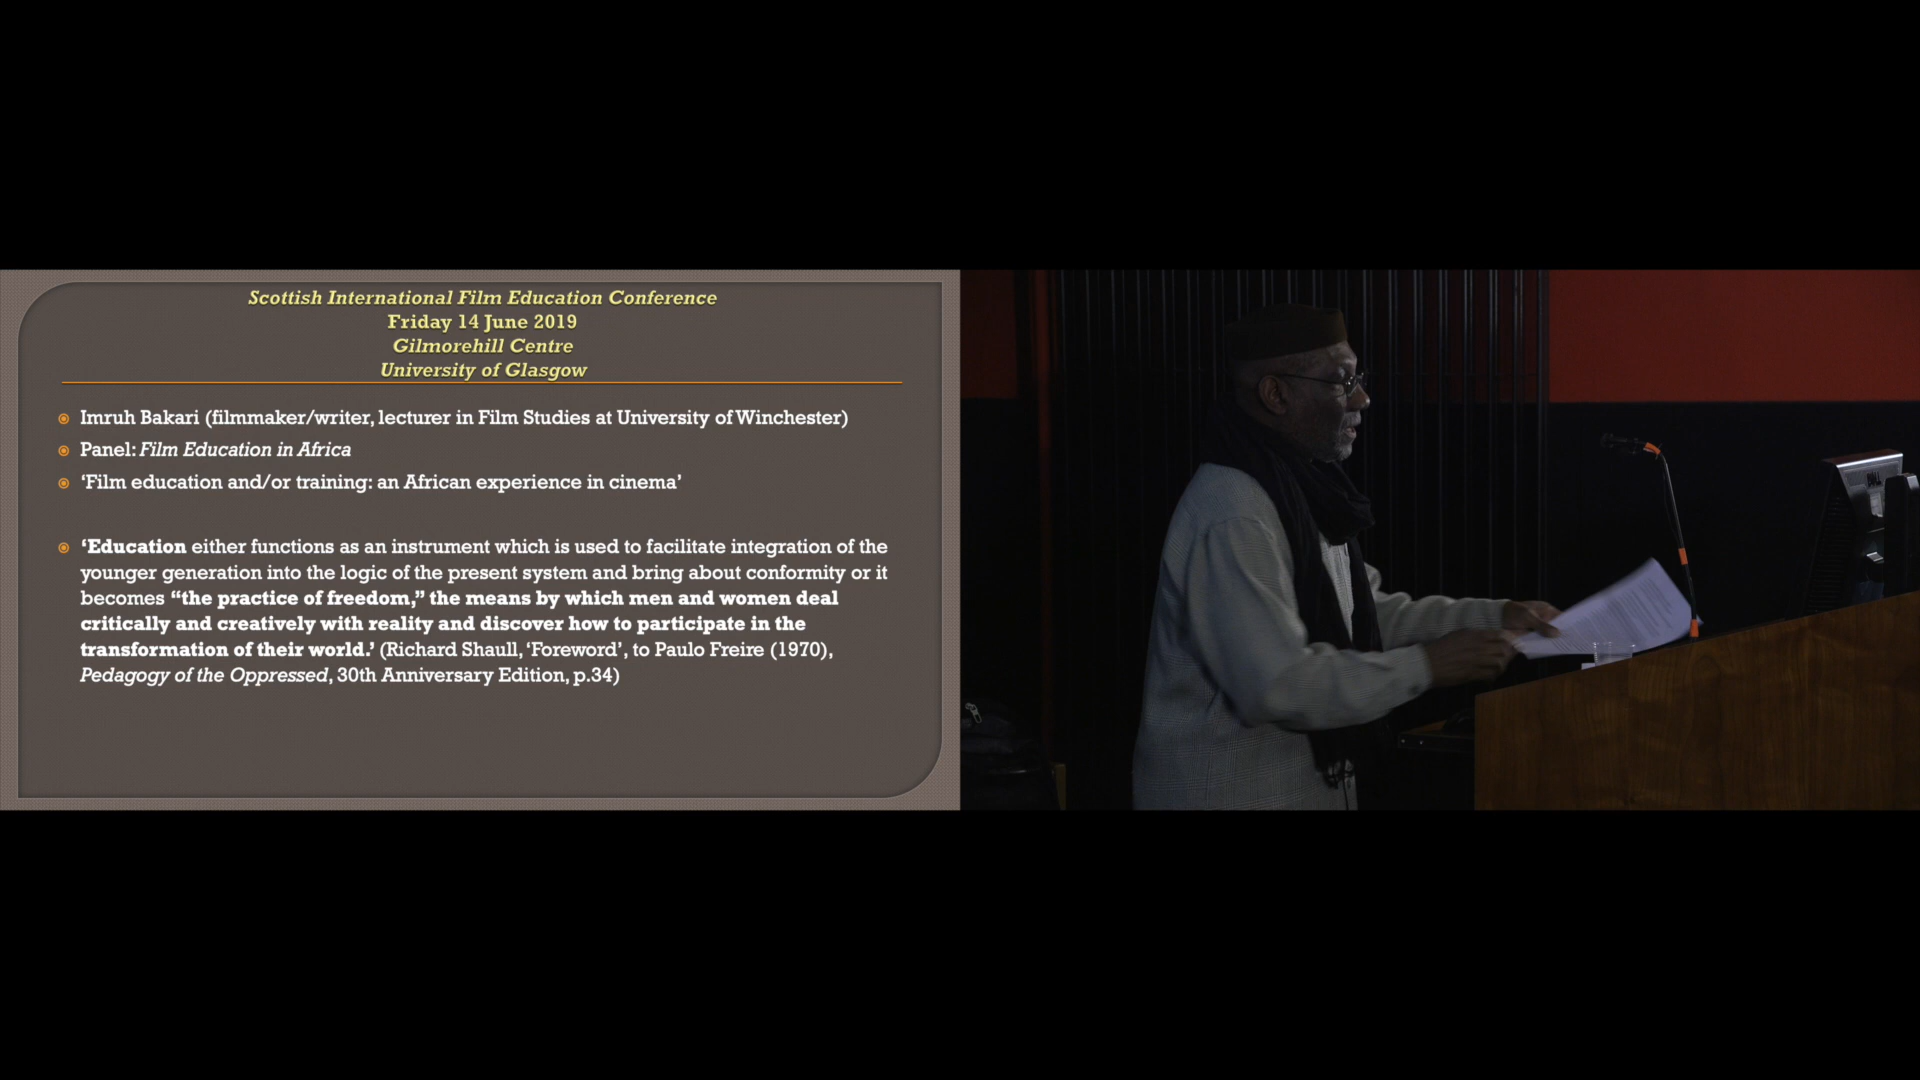 Scottish International Film Education Conference
Friday 14 June 2019
Gilmorehill Centre
University of Glasgow
Imruh Bakari (filmmaker/writer, lecturer in Film Studies at University of Winchester)
Panel: Film Education in Africa
‘Film education and/or training: an African experience in cinema’
‘Education either functions as an instrument which is used to facilitate integration of the
younger generation into the logic of the present system and bring about conformity or it
becomes “the practice of freedom,” the means by which men and women deal
critically and creatively with reality and discover how to participate in the
transformation of their world.’ (Richard Shaull, ‘Foreword’, to Paulo Freire (1970),
Pedagogy of the Oppressed, 30th Anniversary Edition, p.34)